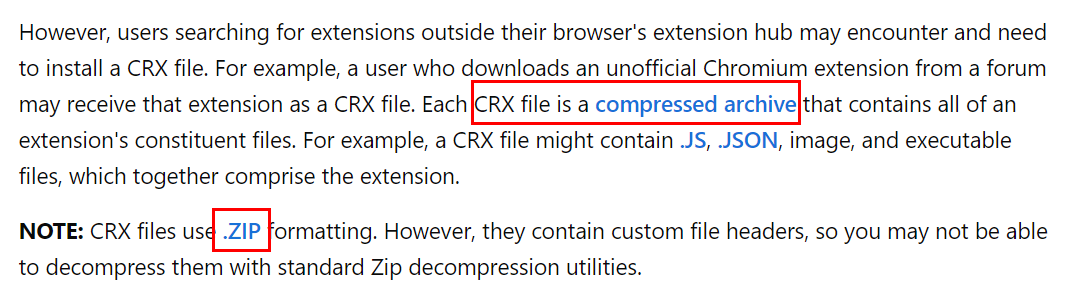 However, users searching for extensions outside their browser's extension hub may encounter and need
to install a CRX file. For example, a user who downloads an unofficial Chromium extension from a forum
may receive that extension as a CRX file. Each CRX file is a compressed archive that contains all of an
extension's constituent files. For example, a CRX file might contain .JS, .JSON, image, and executable
files, which together comprise the extension.
NOTE: CRX files use .ZIP formatting. However, they contain custom file headers, so you may not be able
to decompress them with standard Zip decompression utilities.